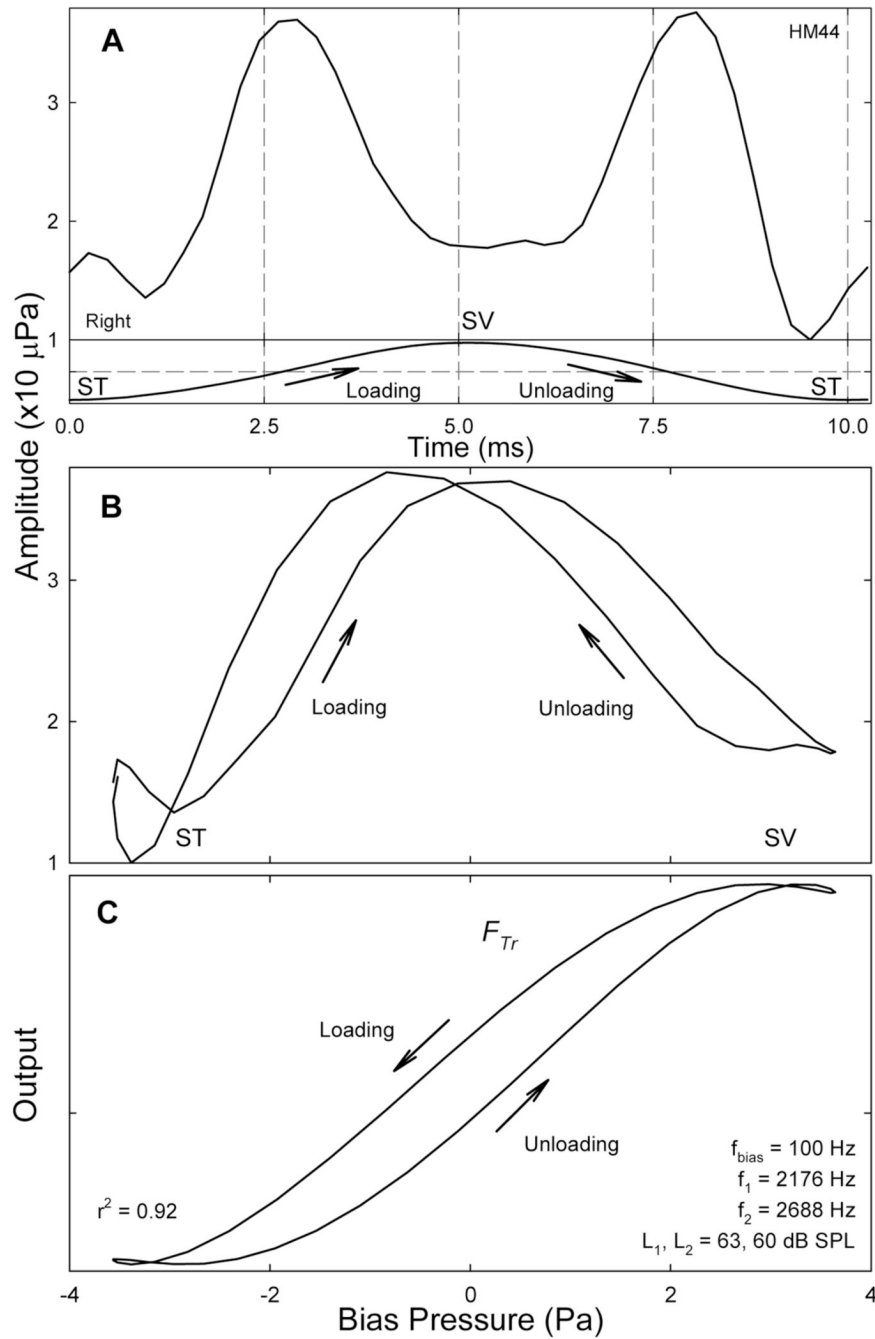 A
HM44
3
2
1
Right
SV
ST
Loading
Unloading
ST
0.0
2.5
5.0
7.5
10.0
Time (ms)
Amplitude (x10 μPa)
B
3
2
1
Loading
Unloading
ST
SV
C
F_Tr
Loading
Unloading
Output
r² = 0.92
f_bias = 100 Hz
f₁ = 2176 Hz
f₂ = 2688 Hz
L₁, L₂ = 63, 60 dB SPL
-4
-2
0
2
4
Bias Pressure (Pa)